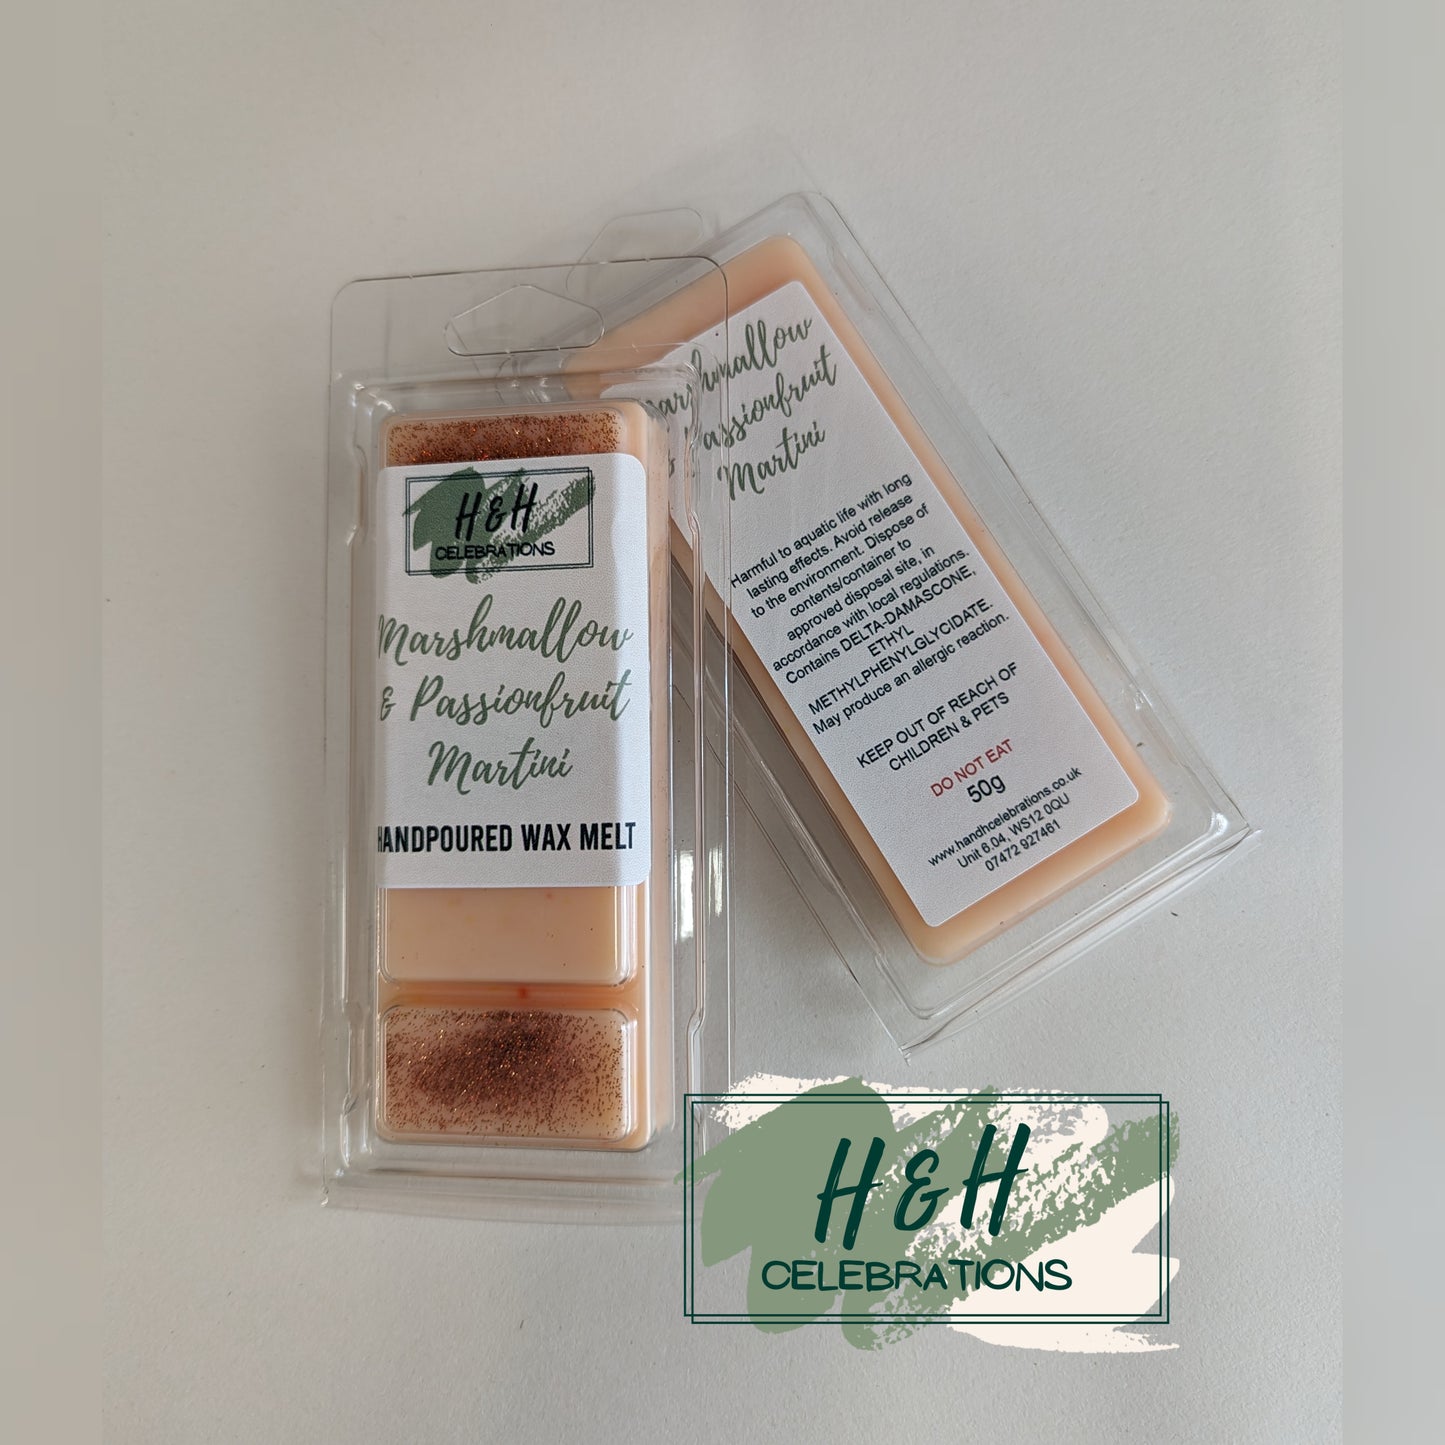 H&H
CELEBRATIONS
Marshmallow
& Passionfruit
Martini
HANDPOURED WAX MELT
Marshmallow
& Passionfruit
Martini
Harmful to aquatic life with long
lasting effects. Avoid release
to the environment. Dispose of
contents/container to
approved disposal site, in
accordance with local regulations.
Contains DELTA-DAMASCONE,
ETHYL
METHYLPHENYLGLYCIDATE.
May produce an allergic reaction.
KEEP OUT OF REACH OF
CHILDREN & PETS
DO NOT EAT
50g
www.handhcelebrations.co.uk
Unit 6.04, WS12 0QU
07472 927461
H&H
CELEBRATIONS